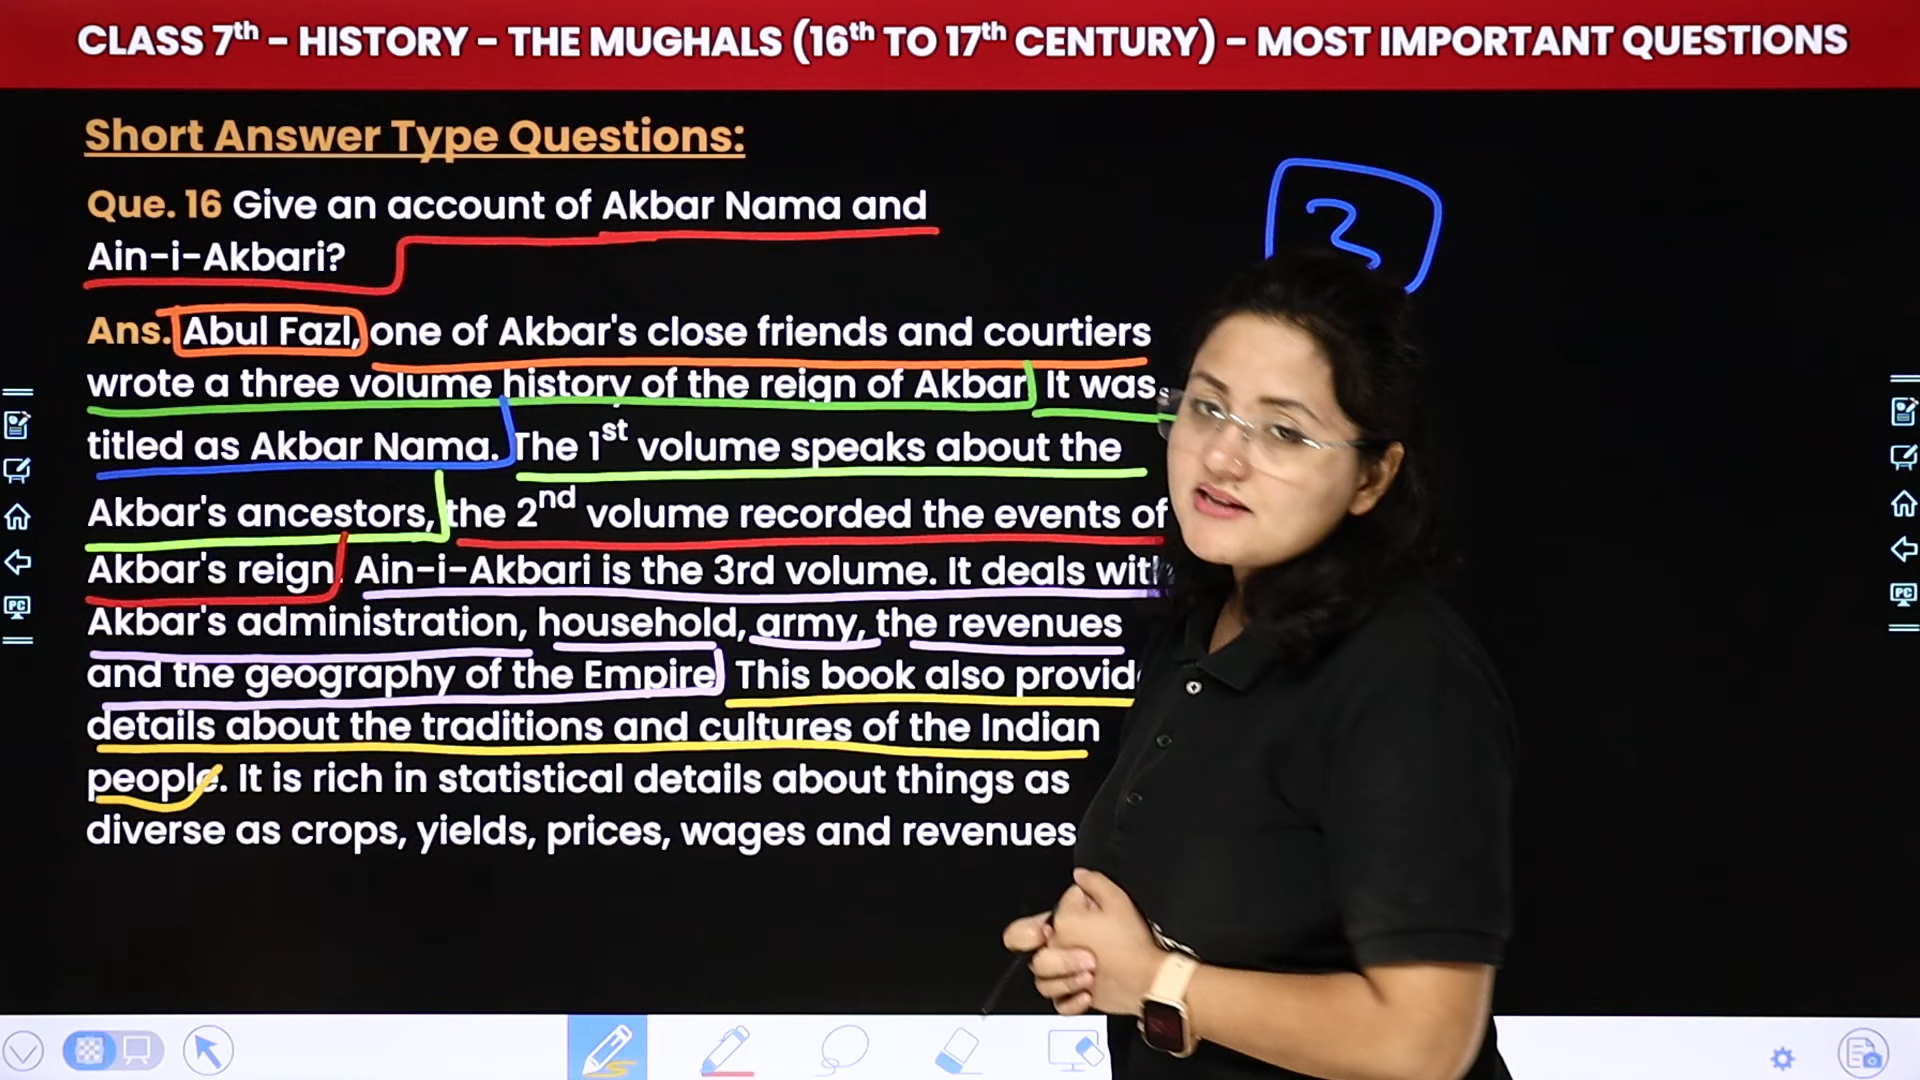 CLASS 7th - HISTORY - THE MUGHALS (16th TO 17th CENTURY) - MOST IMPORTANT QUESTIONS
Short Answer Type Questions:
Que. 16 Give an account of Akbar Nama and
Ain-i-Akbari?
Ans. Abul Fazl, one of Akbar's close friends and courtiers
wrote a three volume history of the reign of Akbar. It was
titled as Akbar Nama. The 1st volume speaks about the
Akbar's ancestors, the 2nd volume recorded the events of
Akbar's reign. Ain-i-Akbari is the 3rd volume. It deals with
Akbar's administration, household, army, the revenues
and the geography of the Empire. This book also provid
details about the traditions and cultures of the Indian
people. It is rich in statistical details about things as
diverse as crops, yields, prices, wages and revenues
PC
PC